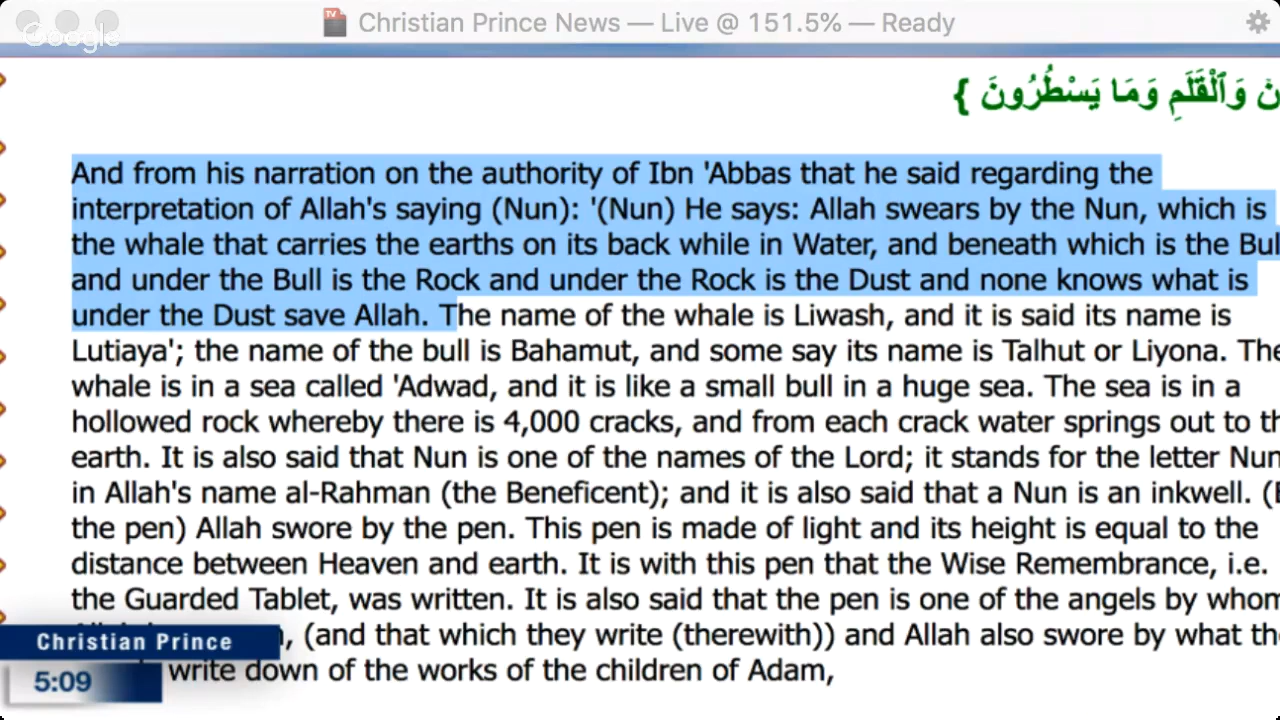 Christian Prince News — Live @ 151.5% — Ready
Google
وَٱلْقَلَمِ وَمَا يَسْطُرُونَ }
And from his narration on the authority of Ibn 'Abbas that he said regarding the
interpretation of Allah's saying (Nun): '(Nun) He says: Allah swears by the Nun, which is
the whale that carries the earths on its back while in Water, and beneath which is the
and under the Bull is the Rock and under the Rock is the Dust and none knows what is
under the Dust save Allah. The name of the whale is Liwash, and it is said its name is
Lutiaya'; the name of the bull is Bahamut, and some say its name is Talhut or Liyona.
whale is in a sea called 'Adwad, and it is like a small bull in a huge sea. The sea is in a
hollowed rock whereby there is 4,000 cracks, and from each crack water springs out to
earth. It is also said that Nun is one of the names of the Lord; it stands for the letter Nun
in Allah's name al-Rahman (the Beneficent); and it is also said that a Nun is an inkwell.
the pen) Allah swore by the pen. This pen is made of light and its height is equal to the
distance between Heaven and earth. It is with this pen that the Wise Remembrance, i.e.
the Guarded Tablet, was written. It is also said that the pen is one of the angels by whom
(and that which they write (therewith)) and Allah also swore by what
write down of the works of the children of Adam,
Christian Prince
5:09